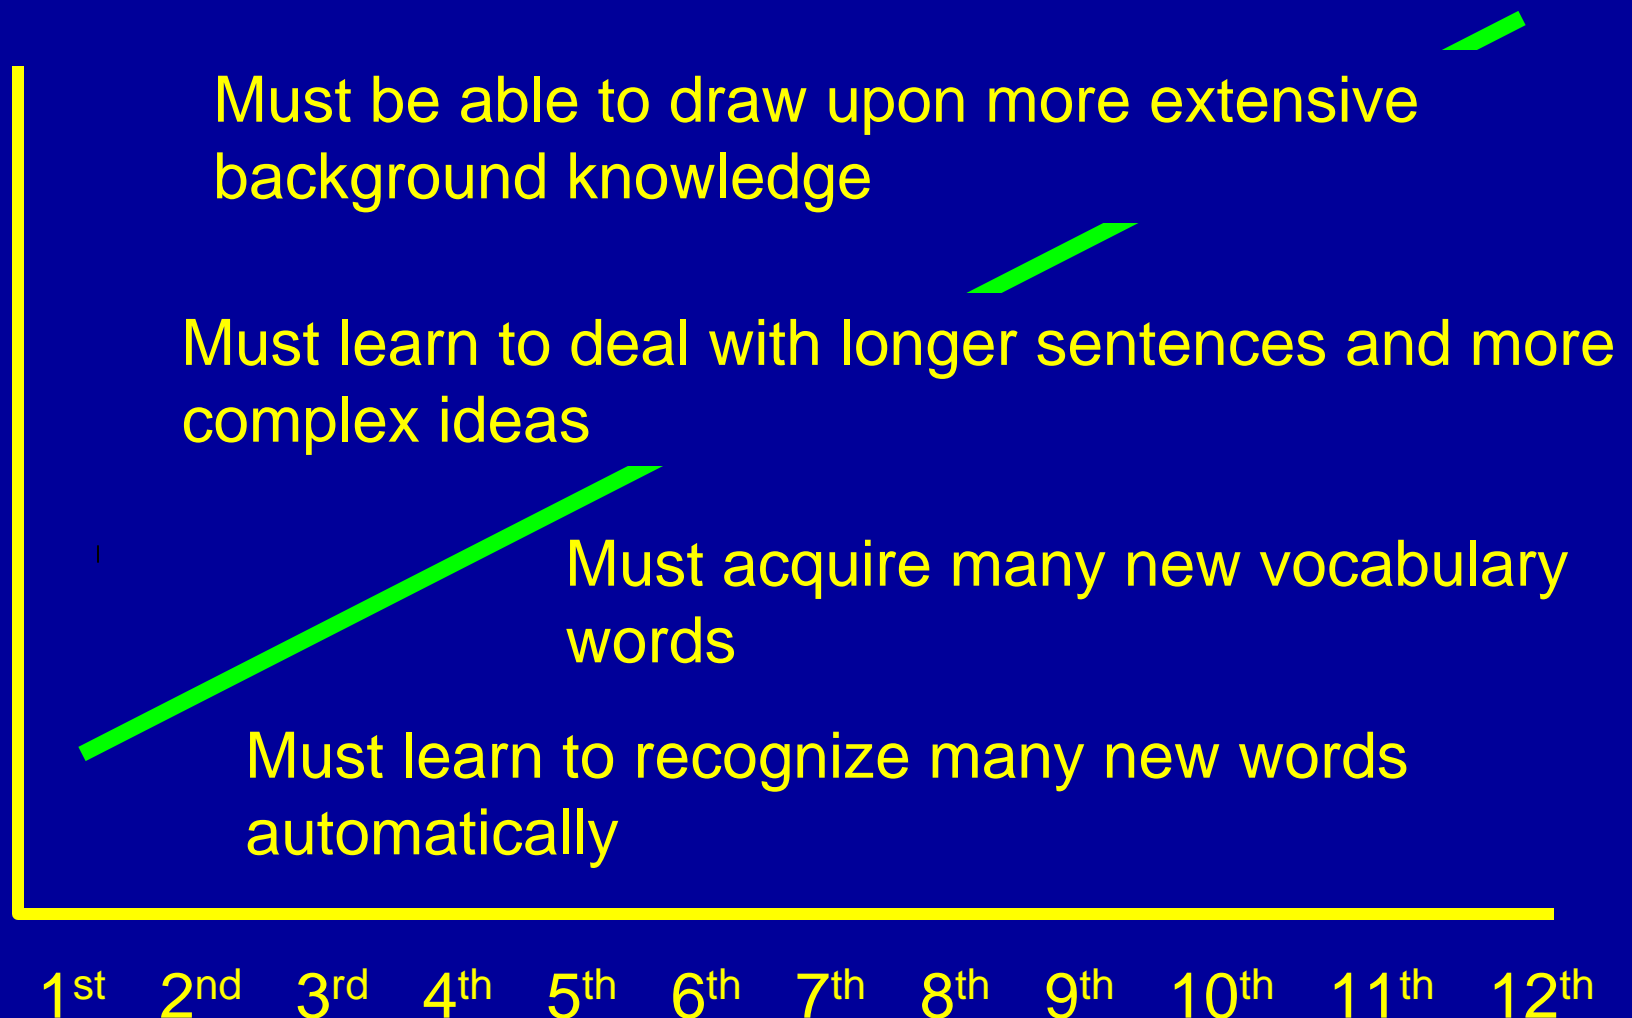 Must be able to draw upon more extensive
background knowledge
Must learn to deal with longer sentences and more
complex ideas
Must acquire many new vocabulary
words
Must learn to recognize many new words
automatically
1st 2nd 3rd 4th 5th 6th 7th 8th 9th 10th 11th 12th